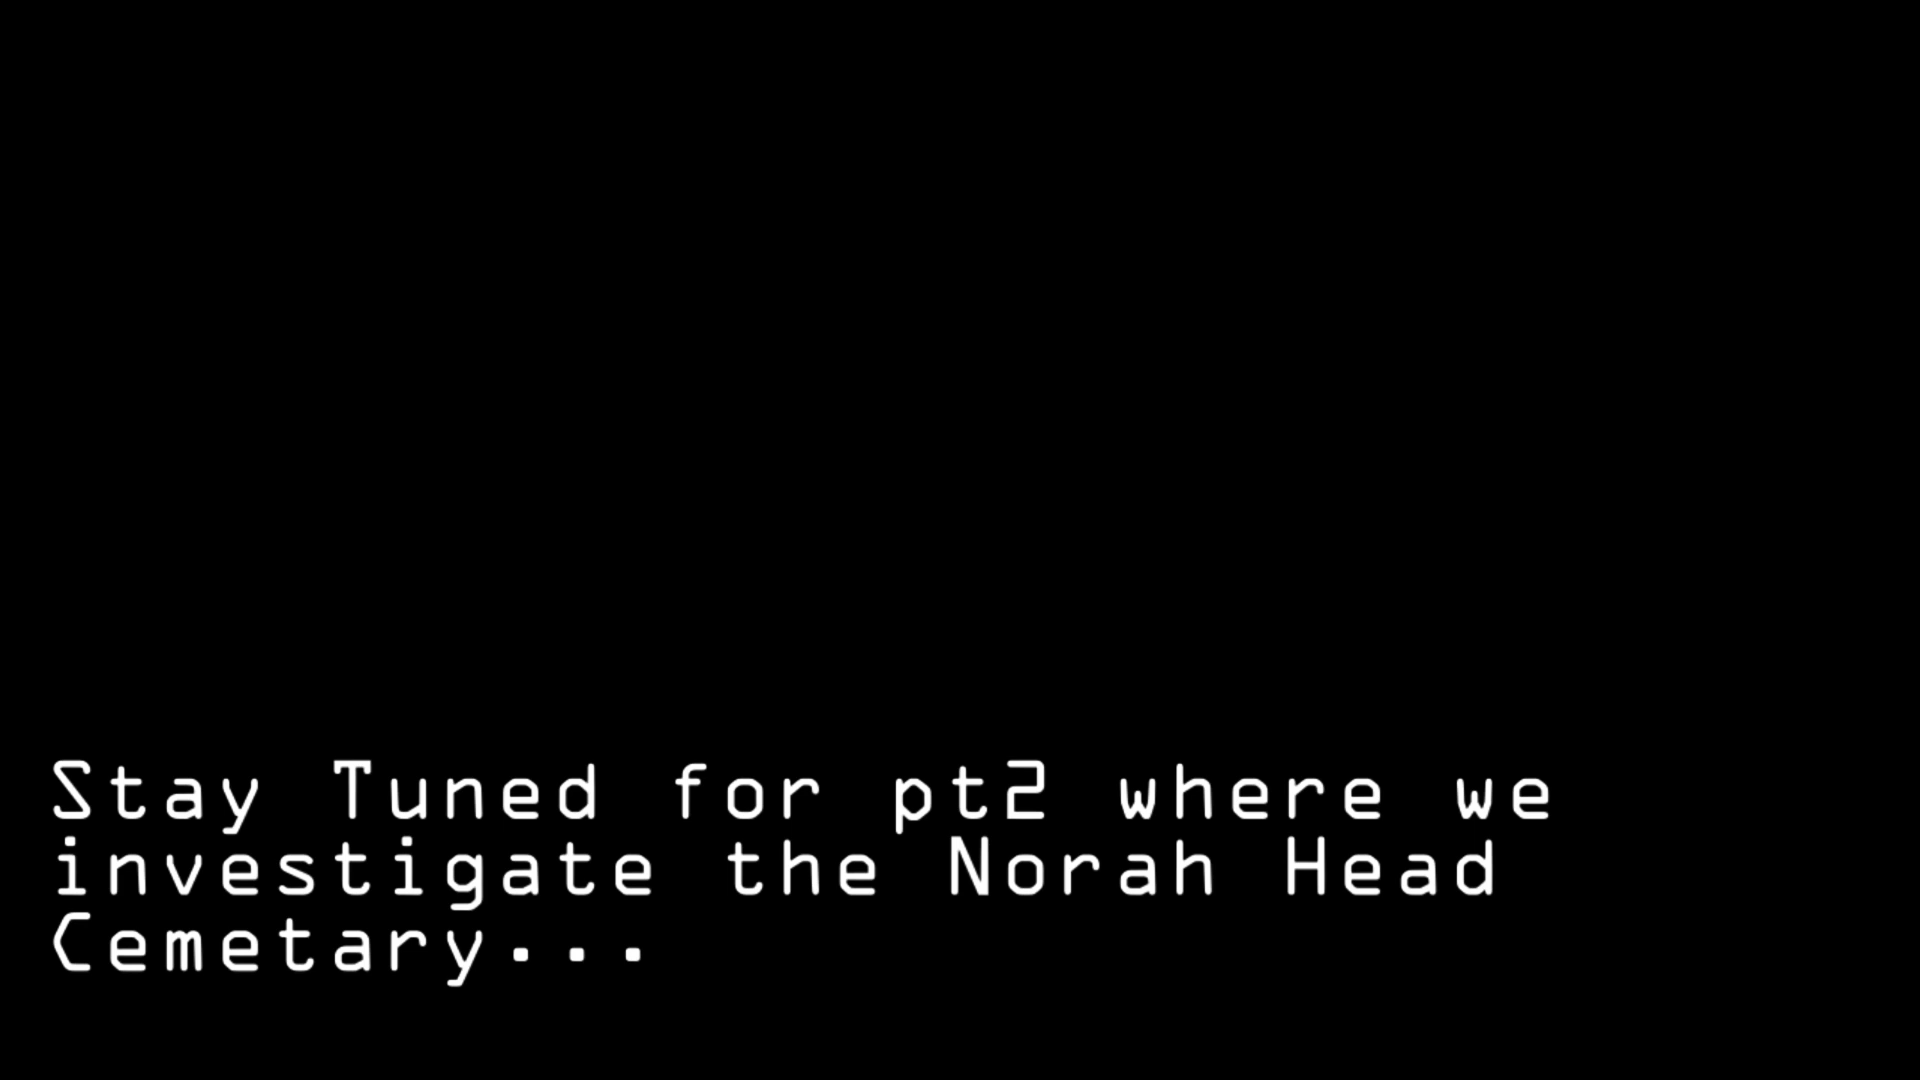 Stay Tuned for pt2 where we
investigate the Norah Head
Cemetary...